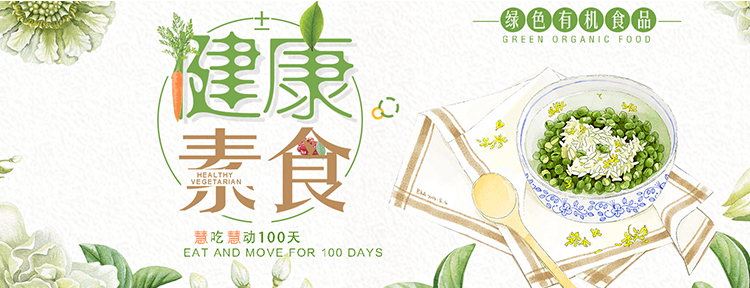 健康
素食
HEALTHY
VEGETARIAN
慧吃慧动100天
EAT AND MOVE FOR 100 DAYS
绿色有机食品
GREEN ORGANIC FOOD